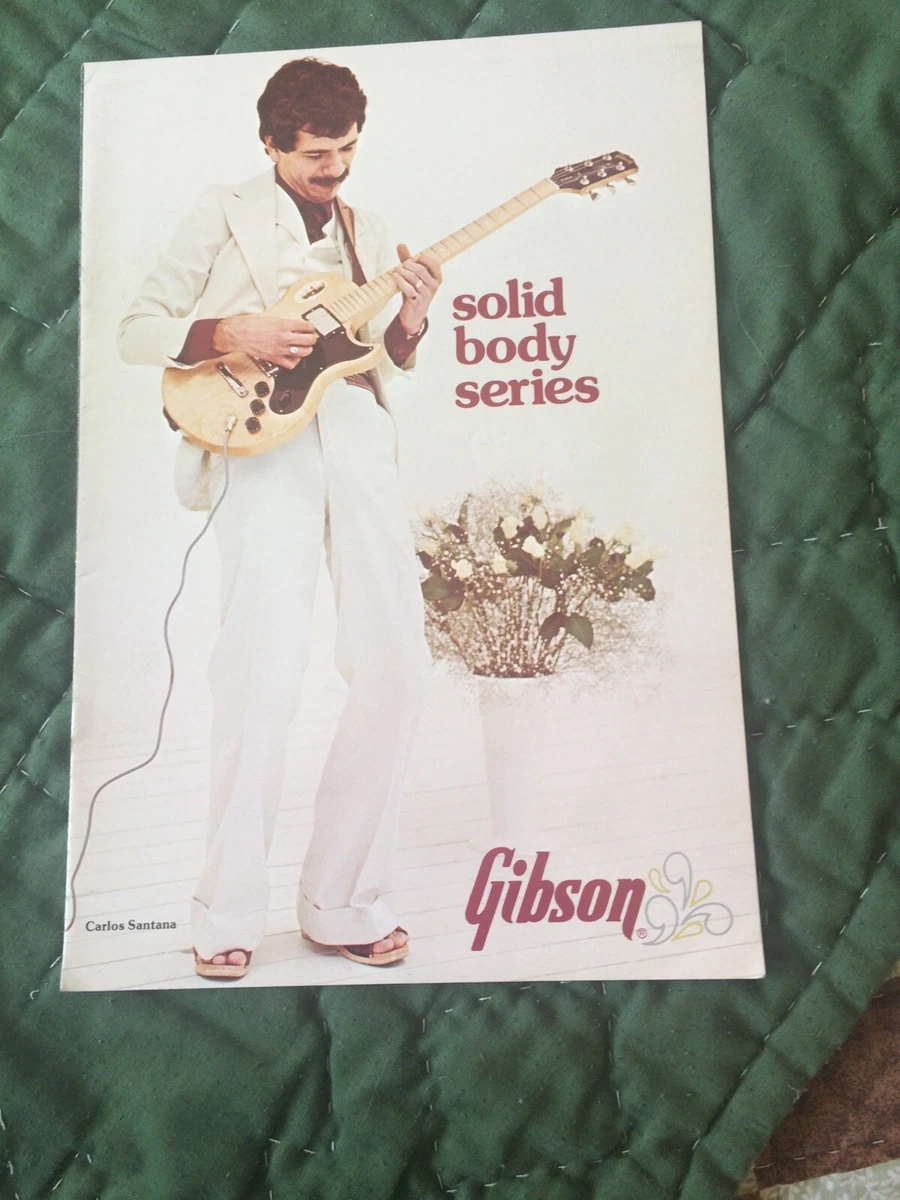 solid
body
series
Gibson®
Carlos Santana